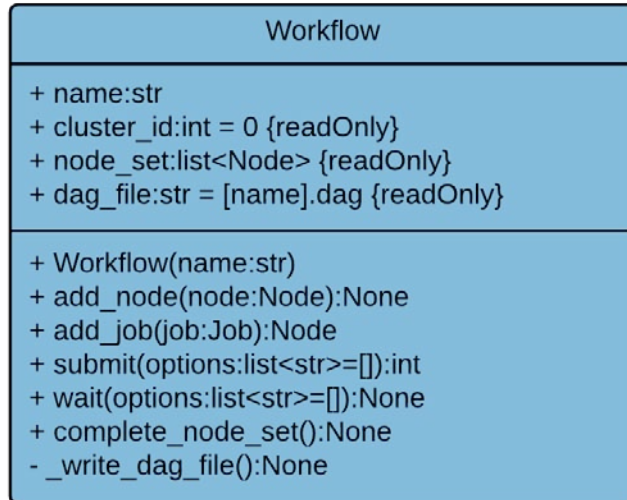 Workflow
+ name:str
+ cluster_id:int = 0 {readOnly}
+ node_set:list<Node> {readOnly}
+ dag_file:str = [name].dag {readOnly}
+ Workflow(name:str)
+ add_node(node:Node):None
+ add_job(job:Job):Node
+ submit(options:list<str>=[]):int
+ wait(options:list<str>=[]):None
+ complete_node_set():None
- _write_dag_file():None